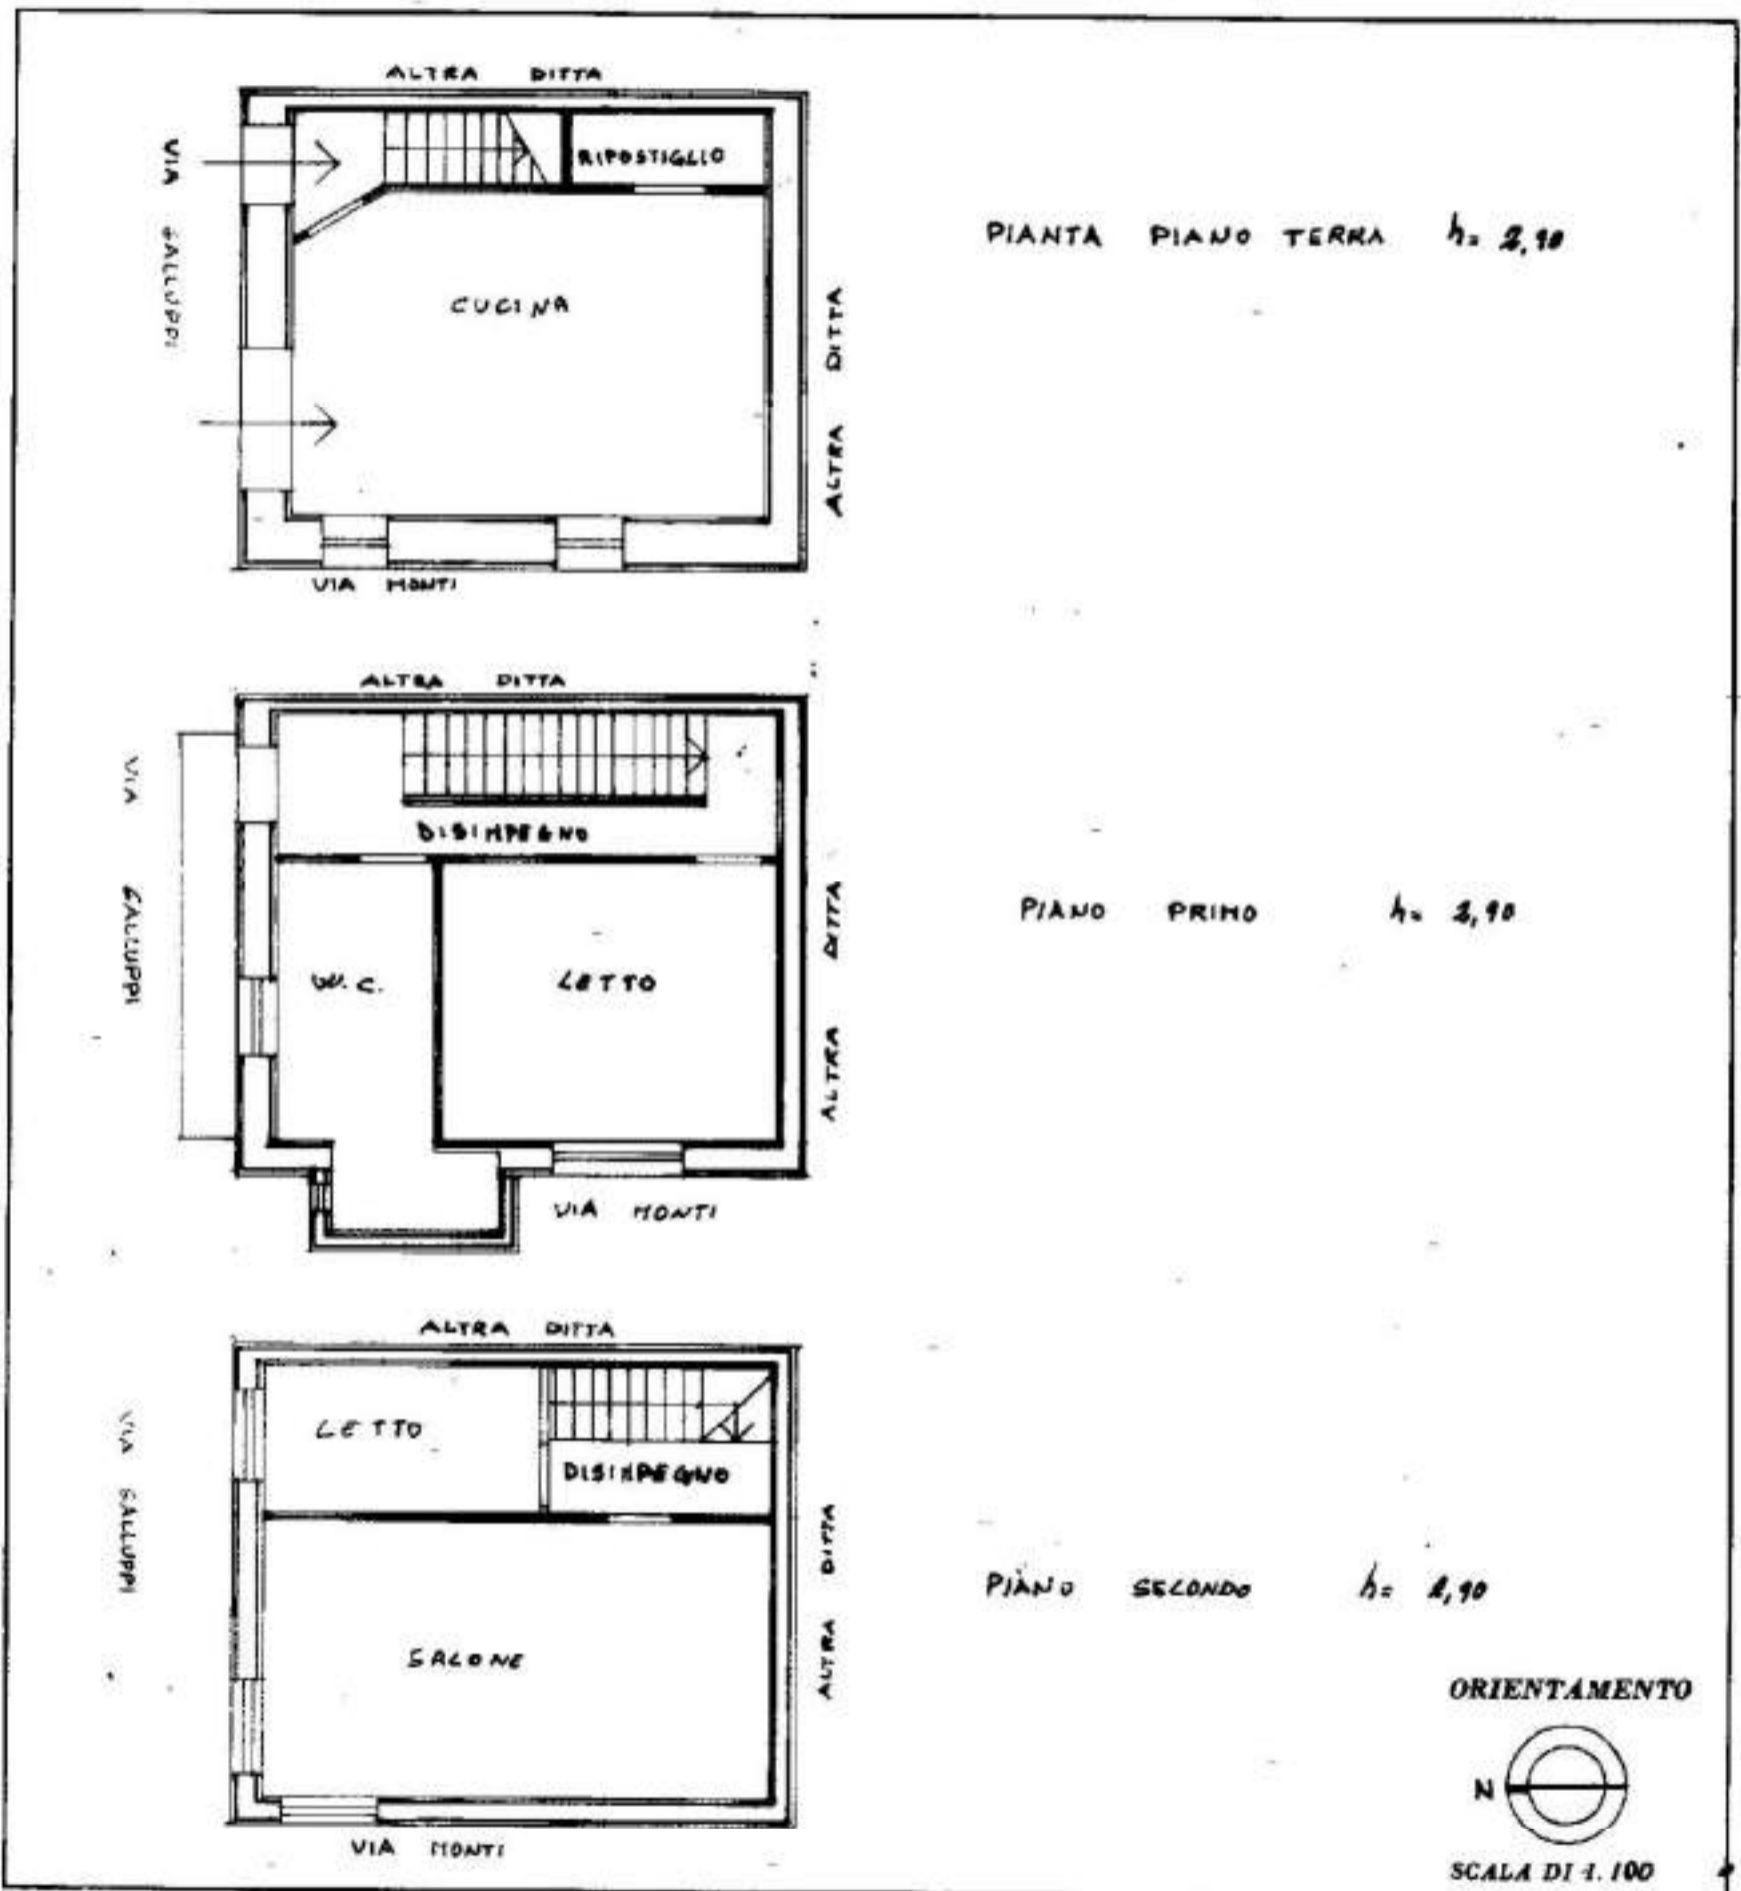 ALTRA DITTA
VIA GALLUPPI
RIPOSTIGLIO
CUCINA
ALTRA DITTA
VIA MONTI
PIANTA PIANO TERRA h= 2,90
ALTRA DITTA
VIA GALLUPPI
DISIMPEGNO
W.C.
LETTO
ALTRA DITTA
VIA MONTI
PIANO PRIMO h= 2,90
ALTRA DITTA
VIA GALLUPPI
LETTO
DISIMPEGNO
SALONE
ALTRA DITTA
VIA MONTI
PIANO SECONDO h= 2,90
ORIENTAMENTO
N
SCALA DI 1.100